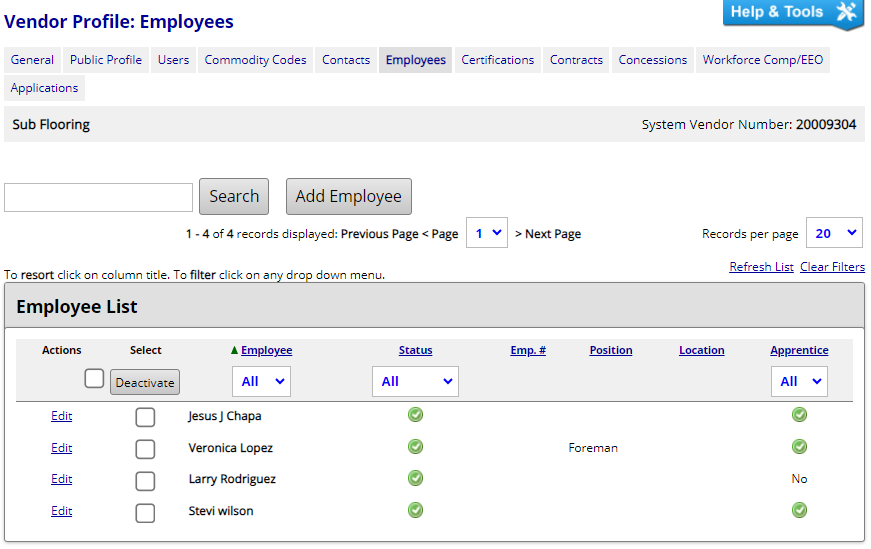 Help & Tools
Vendor Profile: Employees
General Public Profile Users Commodity Codes Contacts Employees Certifications Contracts Concessions Workforce Comp/EEO
Applications
Sub Flooring System Vendor Number: 20009304
Search Add Employee
1 - 4 of 4 records displayed: Previous Page < Page 1 > Next Page Records per page 20
Refresh List Clear Filters
To resort click on column title. To filter click on any drop down menu.
Employee List
Actions Select Employee Status Emp. # Position Location Apprentice
Deactivate All All All
Edit Jesus J Chapa
Edit Veronica Lopez Foreman
Edit Larry Rodriguez No
Edit Stevi wilson